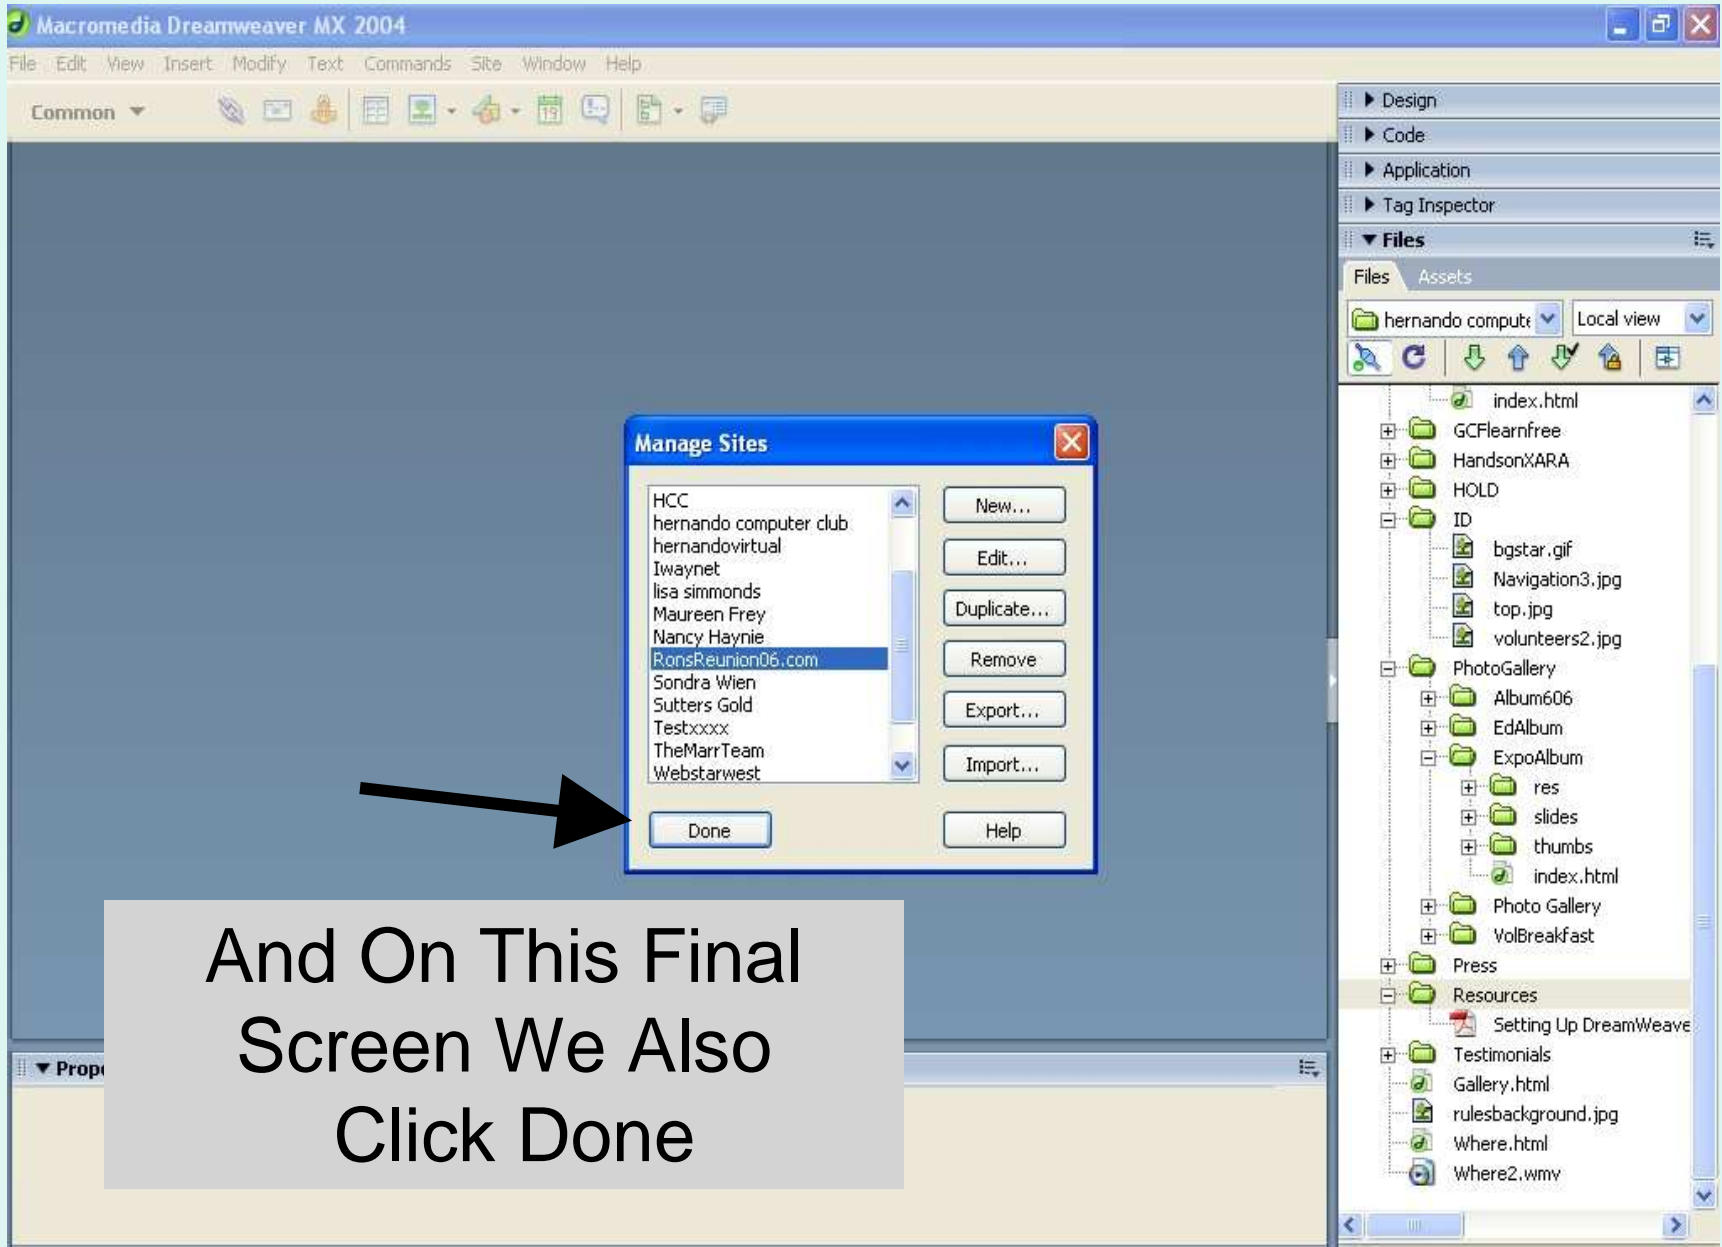 Macromedia Dreamweaver MX 2004
File Edit View Insert Modify Text Commands Site Window Help
Common
19
Design
Code
Application
Tag Inspector
Files
Files Assets
hernando compute Local view
index.html
GCFlearnfree
HandsonXARA
HOLD
ID
bgstar.gif
Navigation3.jpg
top.jpg
volunteers2.jpg
PhotoGallery
Album606
EdAlbum
ExpoAlbum
res
slides
thumbs
index.html
Photo Gallery
VolBreakfast
Press
Resources
Setting Up DreamWeave
Testimonials
Gallery.html
rulesbackground.jpg
Where.html
Where2.wmv
Manage Sites
HCC
hernando computer club
hernandovirtual
Iwaynet
lisa simmonds
Maureen Frey
Nancy Haynie
RonsReunion06.com
Sondra Wien
Sutters Gold
Testxxxx
TheMarrTeam
Webstarwest
New...
Edit...
Duplicate...
Remove
Export...
Import...
Done
Help
And On This Final
Screen We Also
Click Done
Prope